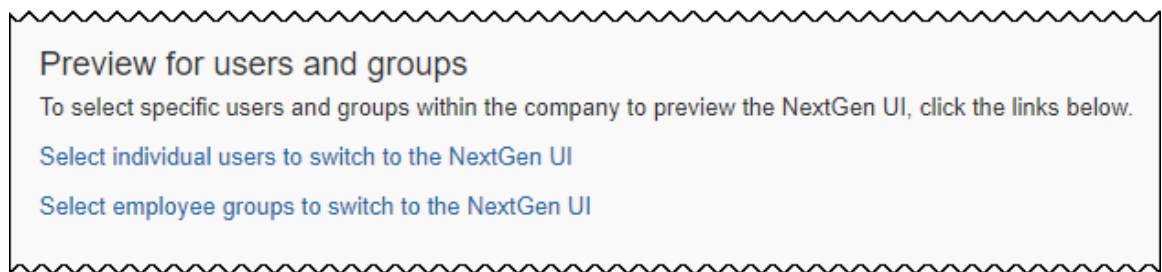 Preview for users and groups
To select specific users and groups within the company to preview the NextGen UI, click the links below.
Select individual users to switch to the NextGen UI
Select employee groups to switch to the NextGen UI